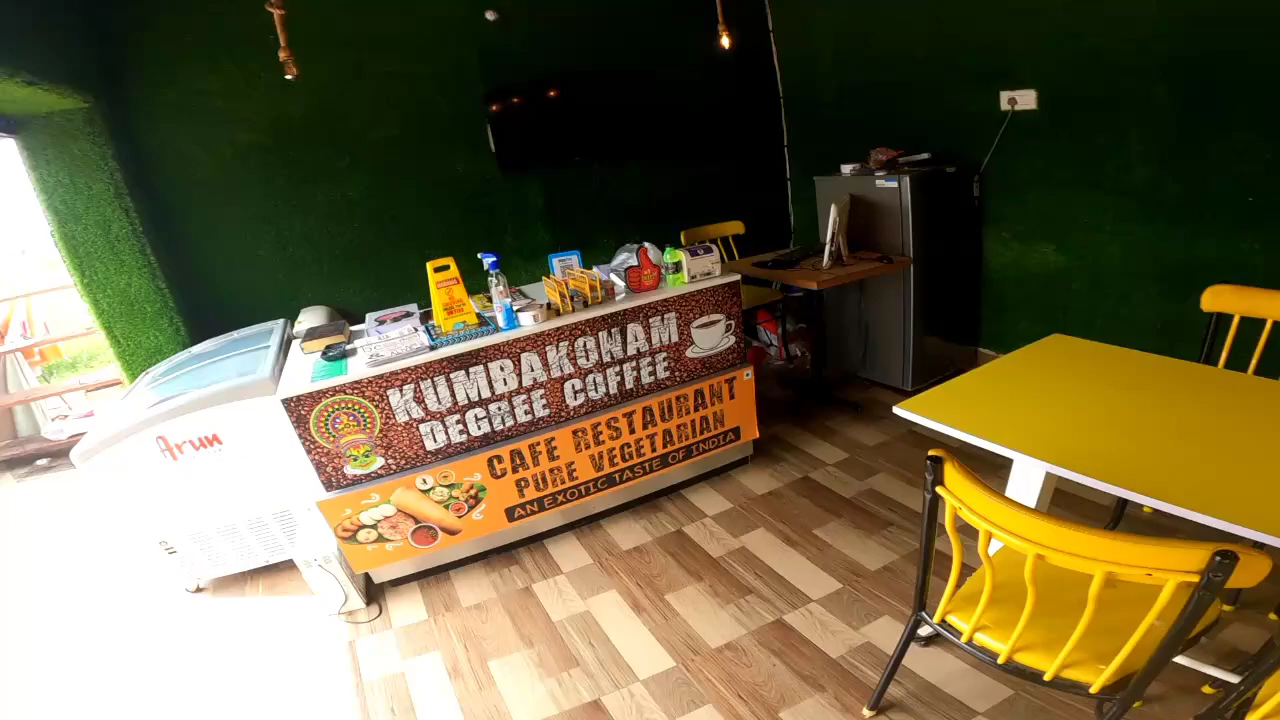 KUMBAKONAM
DEGREE COFFEE
CAFE RESTAURANT
PURE VEGETARIAN
AN EXOTIC TASTE OF INDIA
Arun